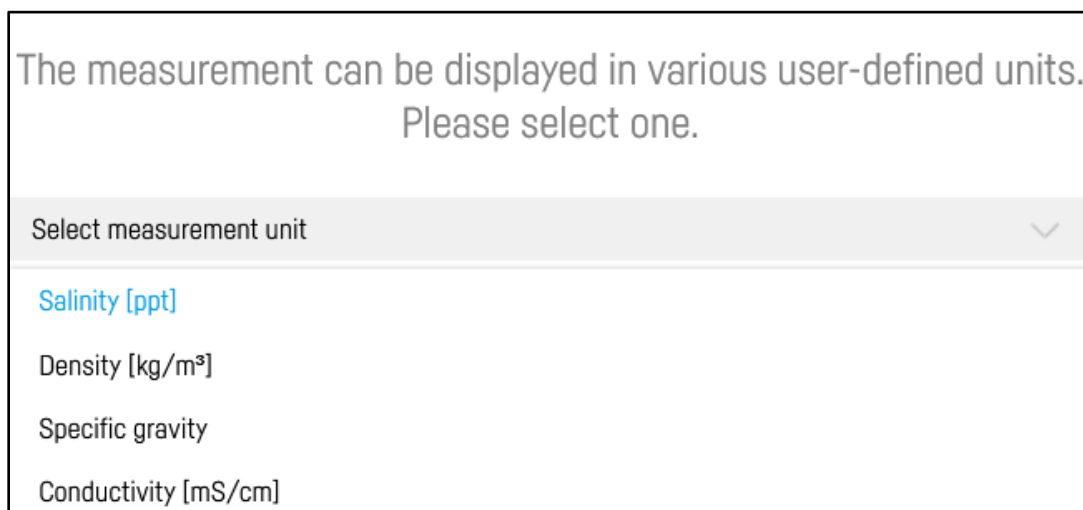 The measurement can be displayed in various user-defined units.
Please select one.
Select measurement unit
Salinity [ppt]
Density [kg/m³]
Specific gravity
Conductivity [mS/cm]